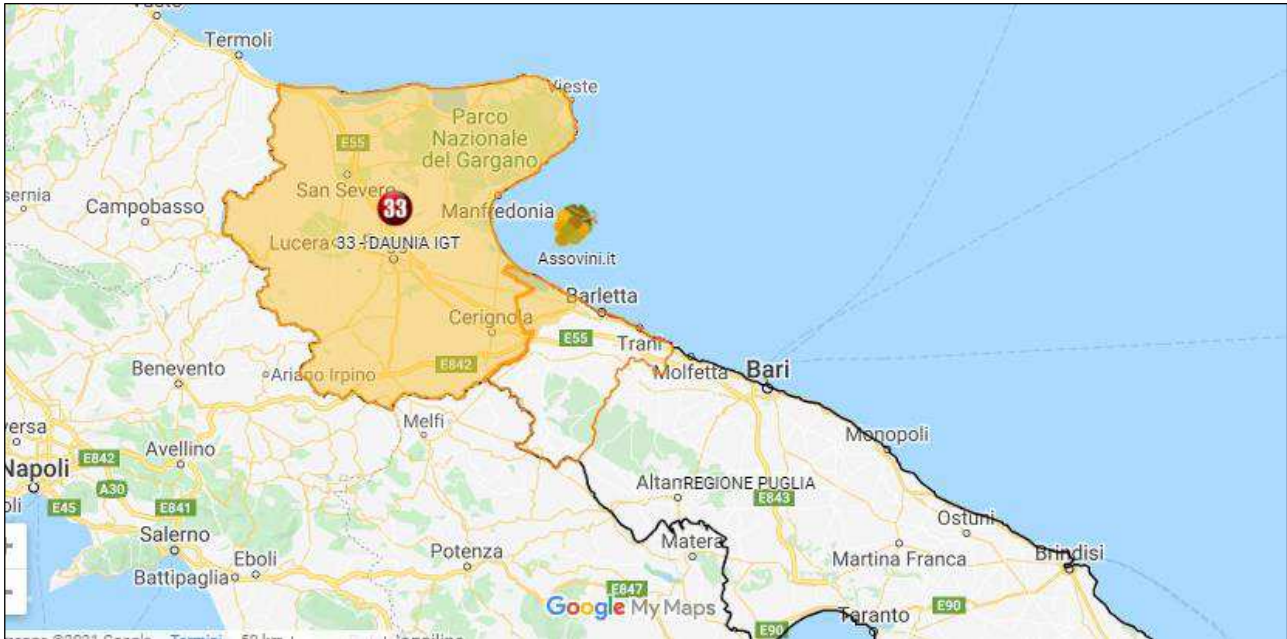 Termoli
Vieste
E55
Parco
Nazionale
del Gargano
San Severo
33
Campobasso
Manfredonia
Lucera
33 - DAUNIA IGT
Assovini.it
Barletta
Cerignola
E55
Trani
E842
Molfetta
Bari
Benevento
Ariano Irpino
Melfi
Monopoli
Avellino
E842
Napoli
A30
REGIONE PUGLIA
E843
E45
E841
Ostuni
Salerno
Potenza
Matera
Martina Franca
Brindisi
Eboli
Battipaglia
E847
Google My Maps
E90
Taranto
E90
Termini